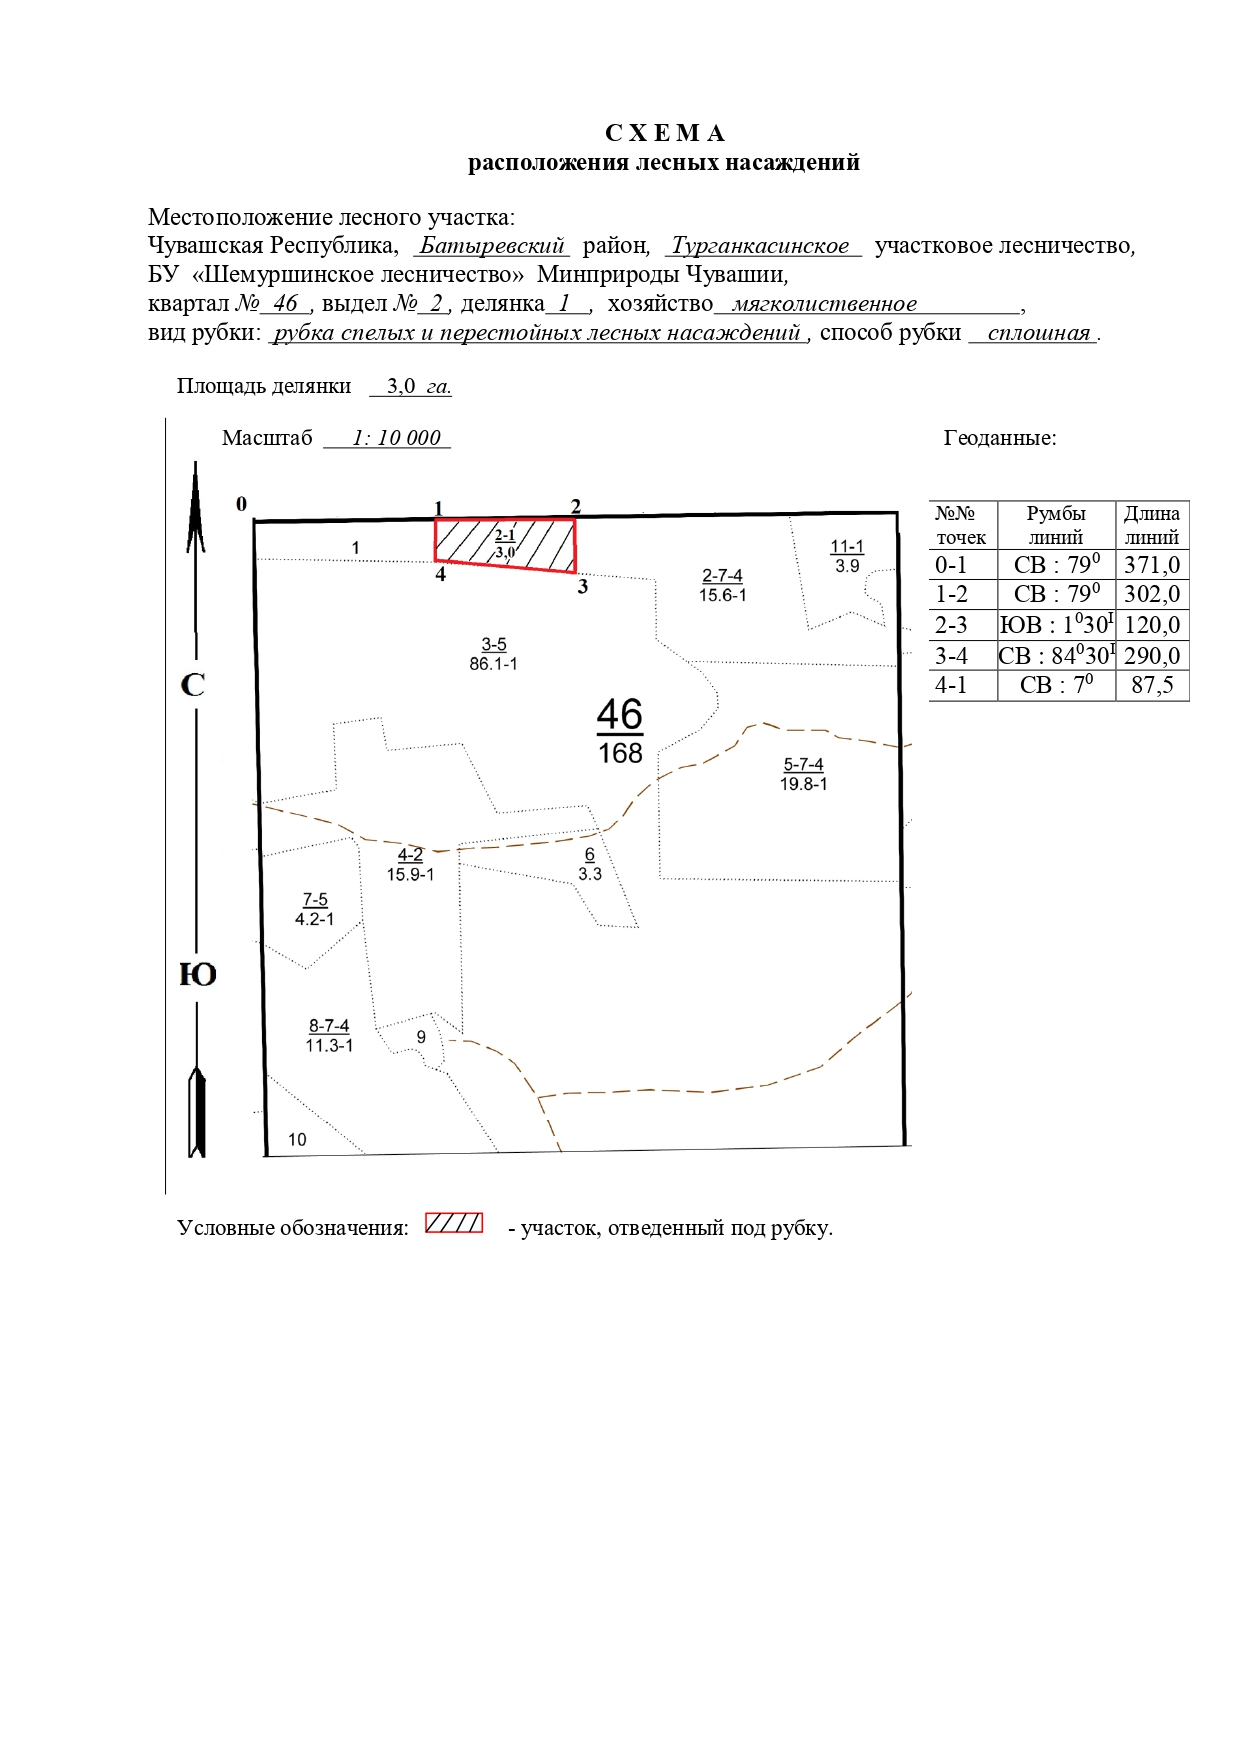 С Х Е М А
расположения лесных насаждений
Местоположение лесного участка:
Чувашская Республика, Батыревский район, Турганкасинское участковое лесничество,
БУ «Шемуршинское лесничество» Минприроды Чувашии,
квартал № 46 , выдел № 2 , делянка 1 , хозяйство мягколиственное ,
вид рубки: рубка спелых и перестойных лесных насаждений , способ рубки сплошная .
Площадь делянки 3,0 га.
Масштаб 1: 10 000
Геоданные:
№№ точек Румбы линий Длина линий
0-1 СВ : 79⁰ 371,0
1-2 СВ : 79⁰ 302,0
2-3 ЮВ : 1⁰30ᴵ 120,0
3-4 СВ : 84⁰30ᴵ 290,0
4-1 СВ : 7⁰ 87,5
0
1
2
2-1
3,0
1
4
3
11-1
3.9
2-7-4
15.6-1
3-5
86.1-1
С
46
168
5-7-4
19.8-1
4-2
15.9-1
6
3.3
7-5
4.2-1
Ю
8-7-4
11.3-1
9
10
Условные обозначения: - участок, отведенный под рубку.